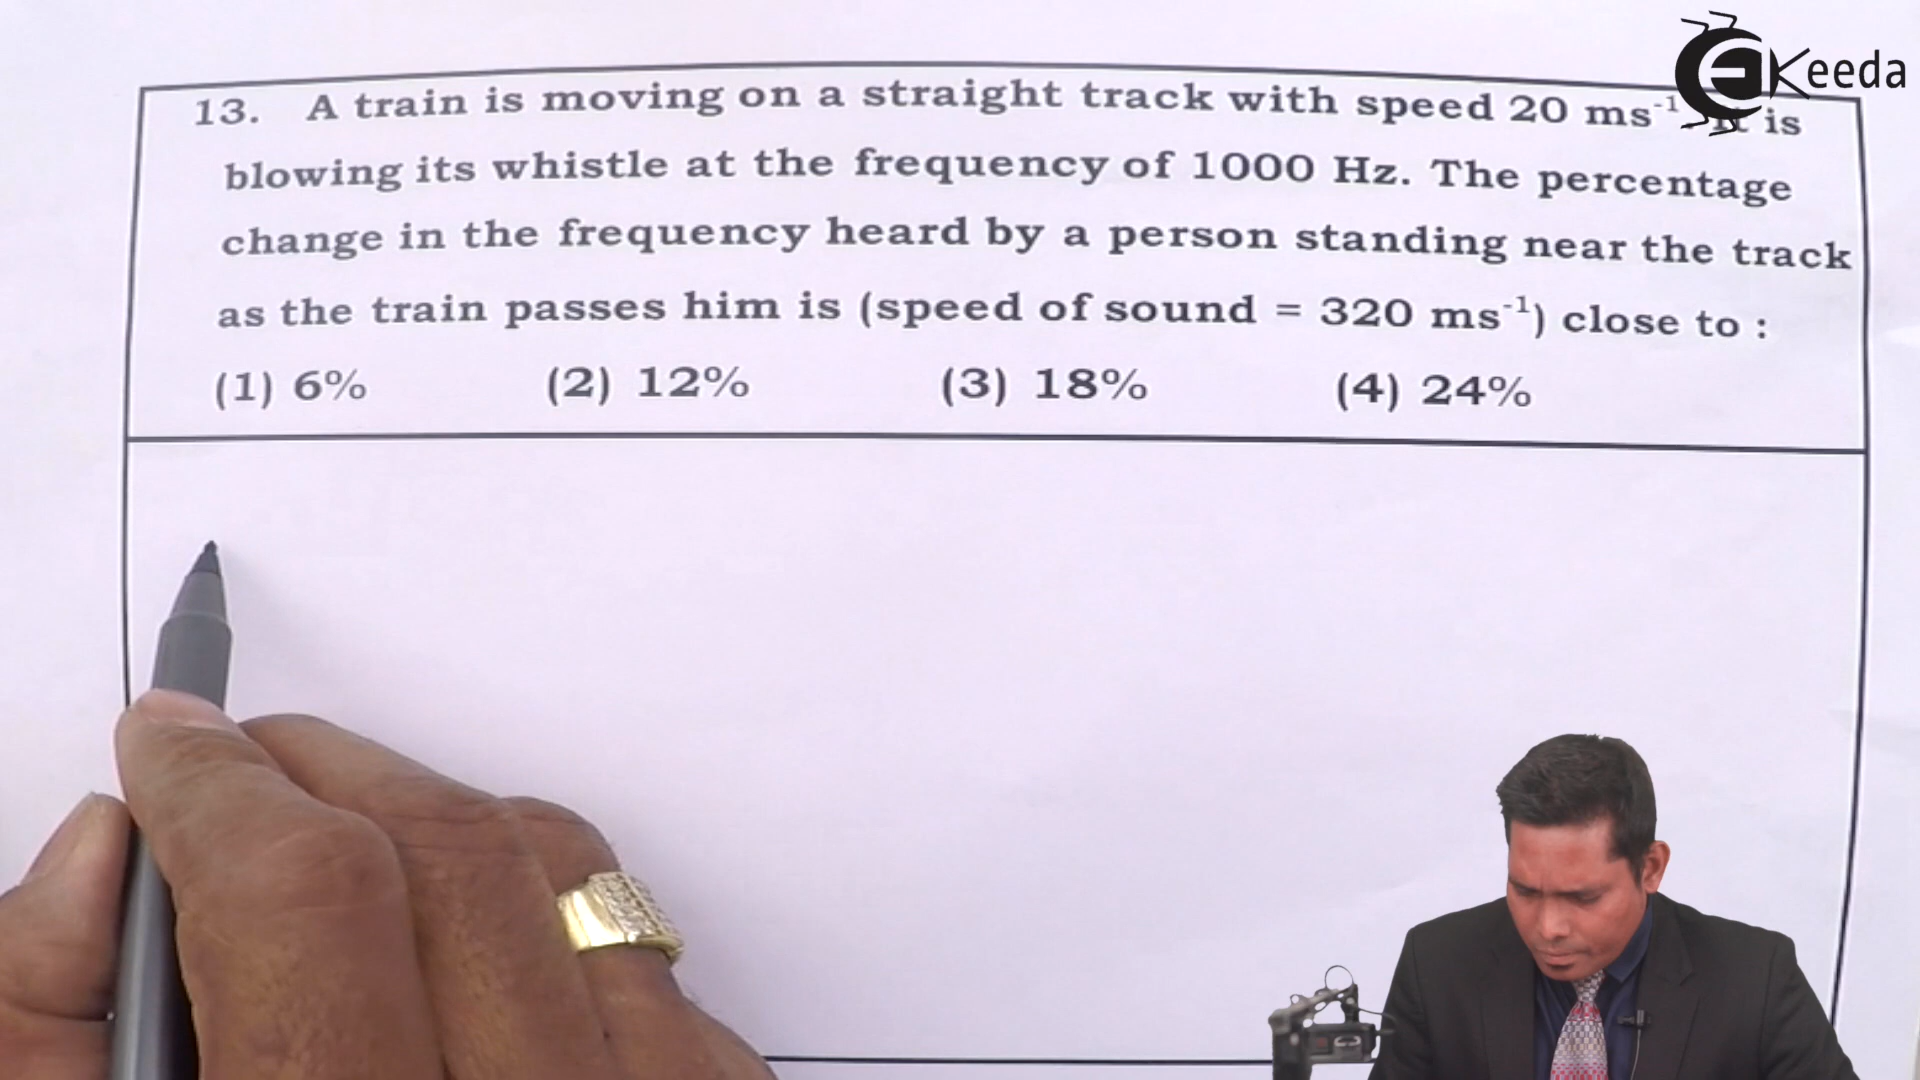 Keeda
13. A train is moving on a straight track with speed 20 ms⁻¹. It is
blowing its whistle at the frequency of 1000 Hz. The percentage
change in the frequency heard by a person standing near the track
as the train passes him is (speed of sound = 320 ms⁻¹) close to :
(1) 6% (2) 12% (3) 18% (4) 24%